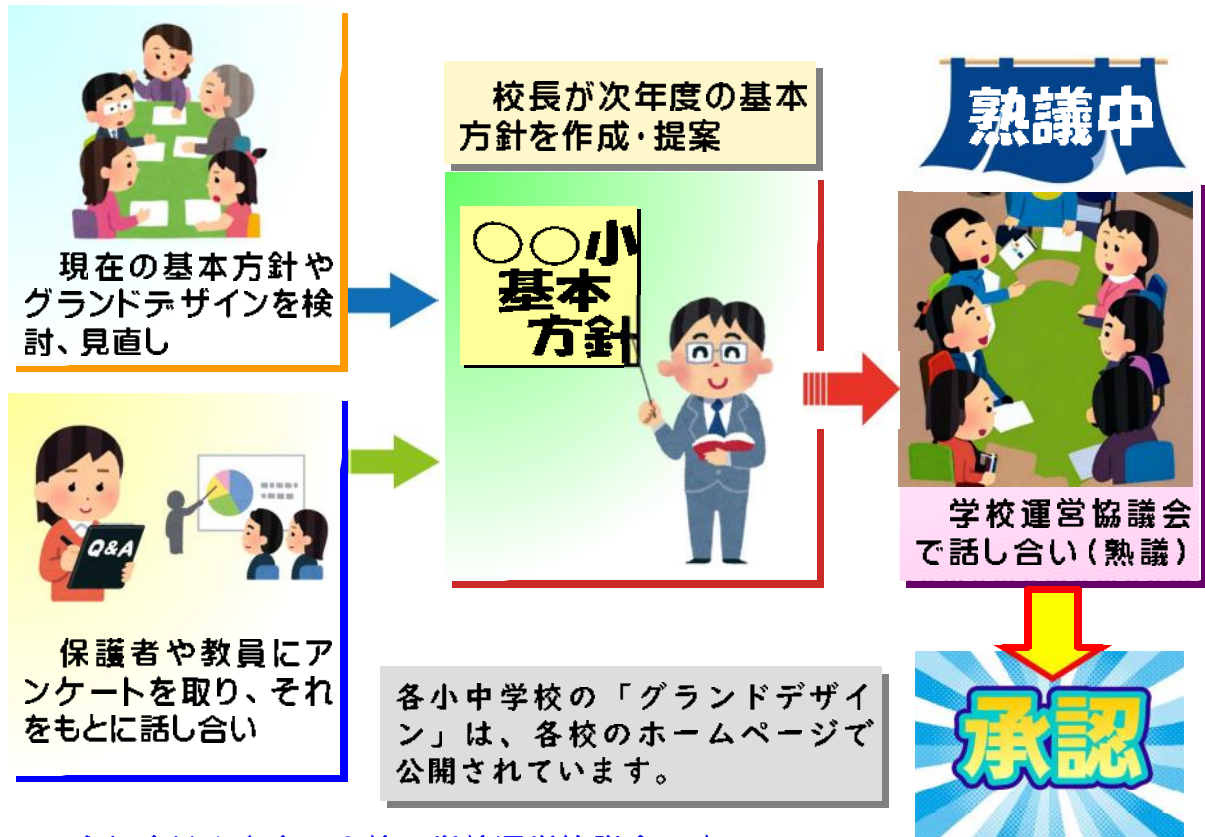 現在の基本方針や
グランドデザインを検
討、見直し
Q&A
保護者や教員にア
ンケートを取り、それ
をもとに話し合い
校長が次年度の基本
方針を作成・提案
○○小
基本
方針
熟議中
学校運営協議会
で話し合い(熟議)
承認
各小中学校の「グランドデザイ
ン」は、各校のホームページで
公開されています。